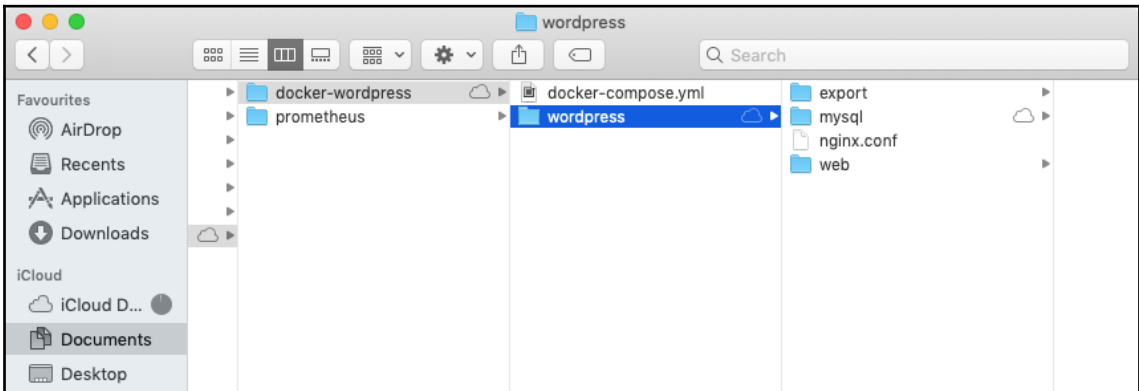 wordpress
Search
Favourites
AirDrop
Recents
Applications
Downloads
iCloud
iCloud D...
Documents
Desktop
docker-wordpress
prometheus
docker-compose.yml
wordpress
export
mysql
nginx.conf
web